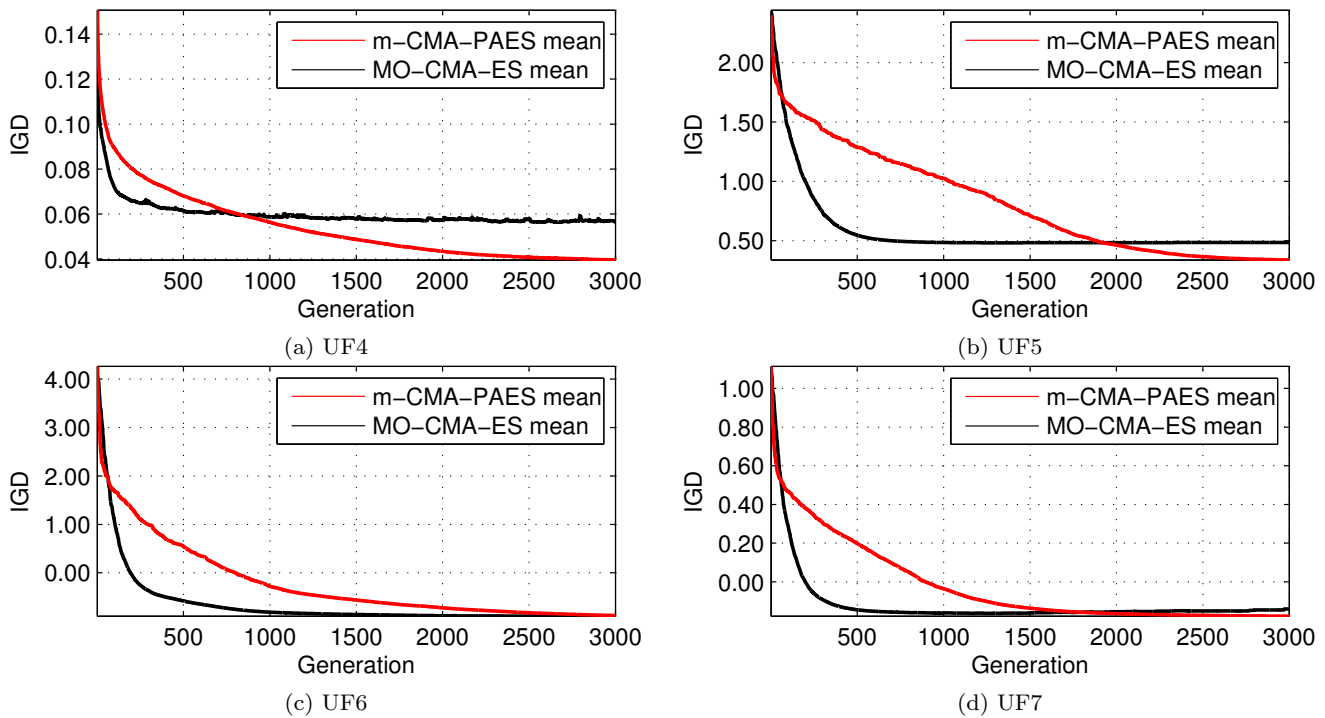 0.14
0.12
0.10
0.08
0.06
0.04
IGD
m-CMA-PAES mean
MO-CMA-ES mean
500 1000 1500 2000 2500 3000
Generation
(a) UF4
2.00
1.50
1.00
0.50
IGD
m-CMA-PAES mean
MO-CMA-ES mean
500 1000 1500 2000 2500 3000
Generation
(b) UF5
4.00
3.00
2.00
1.00
0.00
IGD
m-CMA-PAES mean
MO-CMA-ES mean
500 1000 1500 2000 2500 3000
Generation
(c) UF6
1.00
0.80
0.60
0.40
0.20
0.00
IGD
m-CMA-PAES mean
MO-CMA-ES mean
500 1000 1500 2000 2500 3000
Generation
(d) UF7